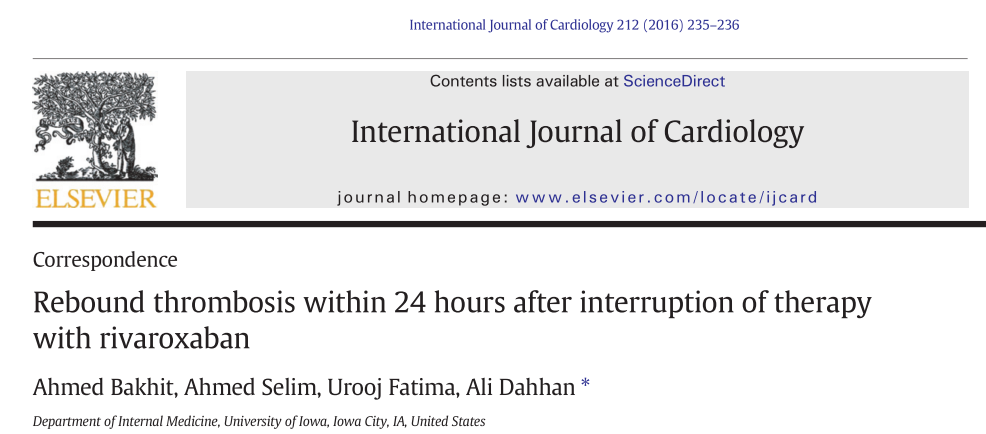 International Journal of Cardiology 212 (2016) 235–236
Contents lists available at ScienceDirect
International Journal of Cardiology
journal homepage: www.elsevier.com/locate/ijcard
ELSEVIER
Correspondence
Rebound thrombosis within 24 hours after interruption of therapy
with rivaroxaban
Ahmed Bakhit, Ahmed Selim, Urooj Fatima, Ali Dahhan *
Department of Internal Medicine, University of Iowa, Iowa City, IA, United States